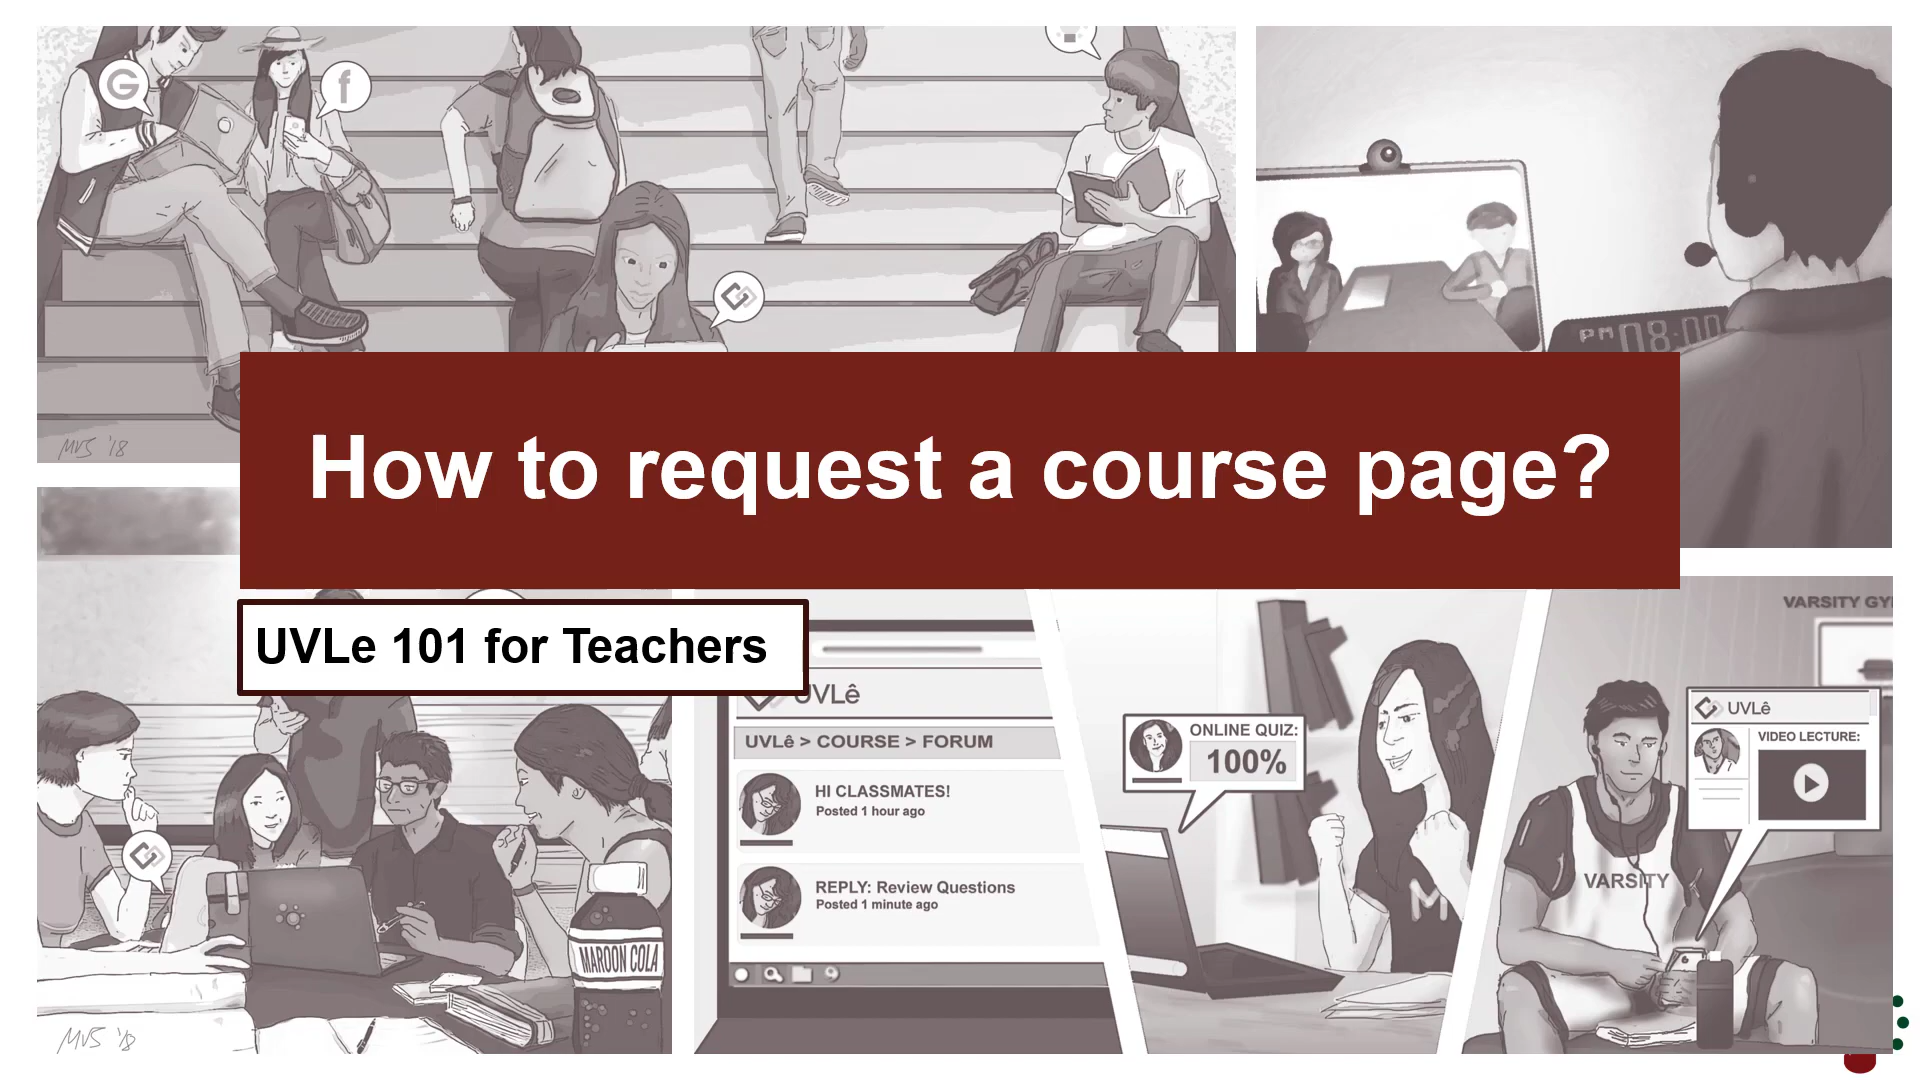 G
f
PM 08:00
MVS '18
How to request a course page?
UVLe 101 for Teachers
VARSITY GY
UVLê
UVLê > COURSE > FORUM
HI CLASSMATES!
Posted 1 hour ago
REPLY: Review Questions
Posted 1 minute ago
ONLINE QUIZ:
100%
M
UVLê
VIDEO LECTURE:
VARSITY
MAROON COLA
MVS '18